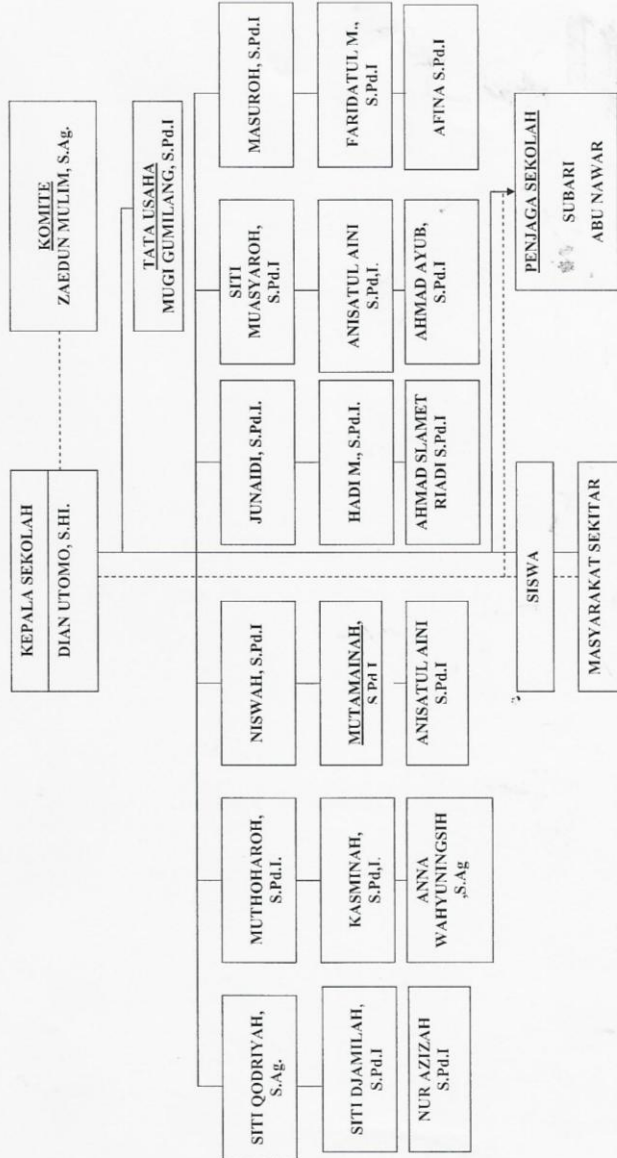 KEPALA SEKOLAH
DIAN UTOMO, S.HI.
KOMITE
ZAEDUN MULIM, S.Ag.
TATA USAHA
MUGI GUMILANG, S.Pd.I
SITI QODRIYAH,
S.Ag.
MUTHOHAROH,
S.Pd.I.
NISWAH, S.Pd.I
JUNAIDI, S.Pd.I.
SITI
MUASYAROH,
S.Pd.I
MASUROH, S.Pd.I
SITI DJAMILAH,
S.Pd.I
KASMINAH,
S.Pd,I.
MUTAMAINAH,
S.Pd.I
HADI M., S.Pd.I.
ANISATUL AINI
S.Pd,I.
FARIDATUL M.,
S.Pd.I
NUR AZIZAH
S.Pd.I
ANNA
WAHYUNINGSIH
,S.Ag
ANISATUL AINI
S.Pd.I
AHMAD SLAMET
RIADI S.Pd.I
AHMAD AYUB,
S.Pd.I
AFINA S.Pd.I
SISWA
MASYARAKAT SEKITAR
PENJAGA SEKOLAH
SUBARI
ABU NAWAR